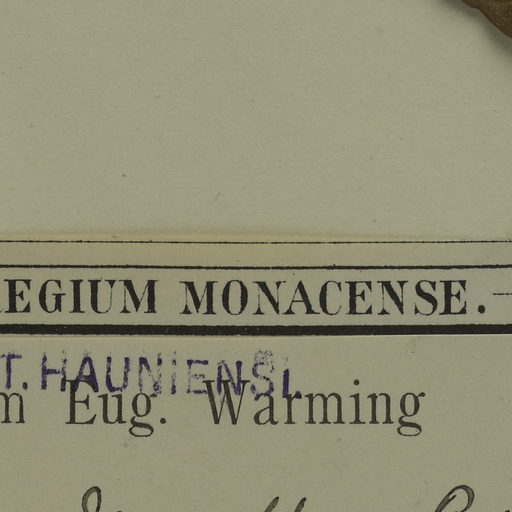 EGIUM MONACENSE.
T. HAUNIENSI.
m Eug. Warming